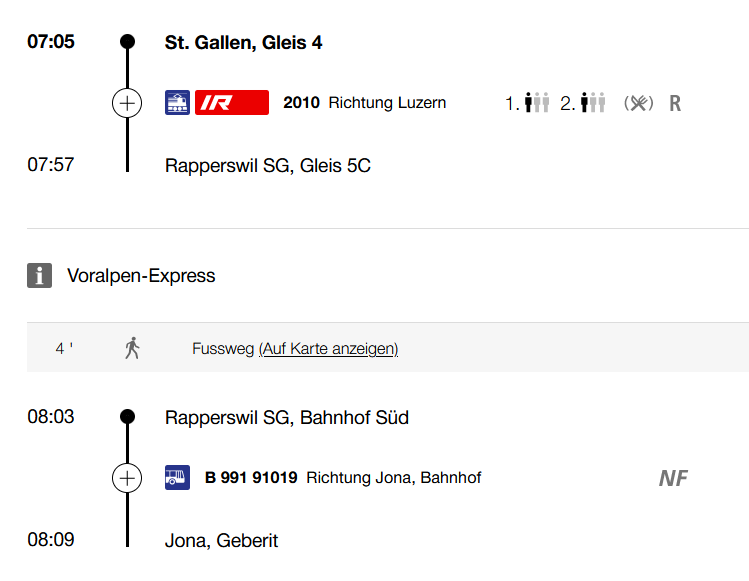 07:05 St. Gallen, Gleis 4
IR 2010 Richtung Luzern 1. 2. R
07:57 Rapperswil SG, Gleis 5C
i Voralpen-Express
4 ' Fussweg (Auf Karte anzeigen)
08:03 Rapperswil SG, Bahnhof Süd
B 991 91019 Richtung Jona, Bahnhof NF
08:09 Jona, Geberit